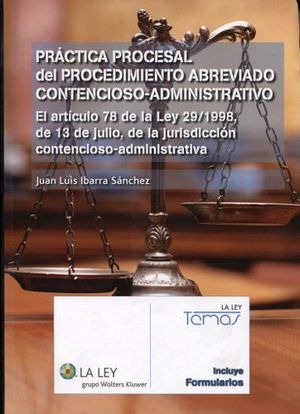 PRÁCTICA PROCESAL
del PROCEDIMIENTO ABREVIADO
CONTENCIOSO-ADMINISTRATIVO
El artículo 78 de la Ley 29/1998,
de 13 de julio, de la jurisdicción
contencioso-administrativa
Juan Luis Ibarra Sánchez
LA LEY
Temas
LA LEY
grupo Wolters Kluwer
Incluye
Formularios